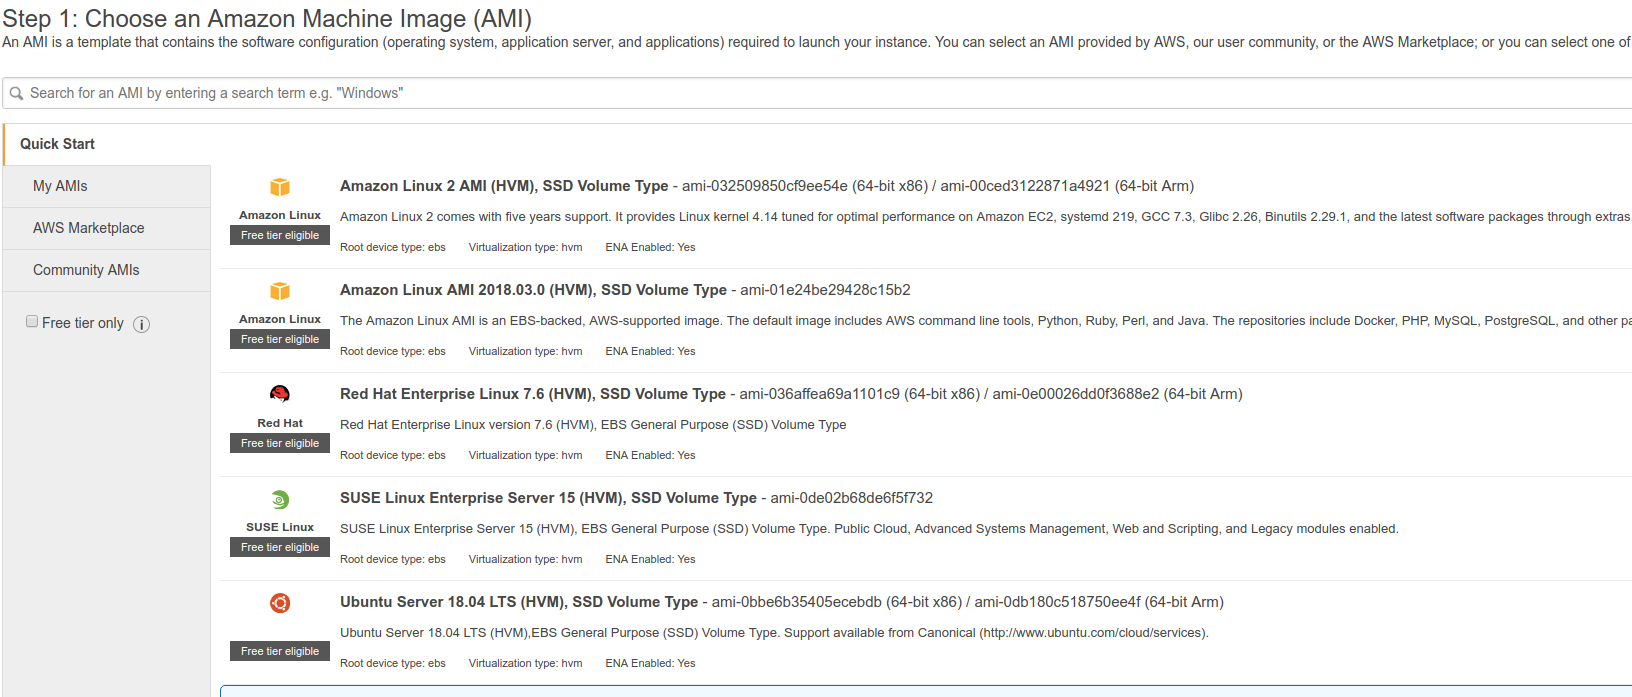 Step 1: Choose an Amazon Machine Image (AMI)
An AMI is a template that contains the software configuration (operating system, application server, and applications) required to launch your instance. You can select an AMI provided by AWS, our user community, or the AWS Marketplace; or you can select one of
Search for an AMI by entering a search term e.g. "Windows"
Quick Start
My AMIs
AWS Marketplace
Community AMIs
Free tier only
Amazon Linux
Free tier eligible
Amazon Linux 2 AMI (HVM), SSD Volume Type - ami-032509850cf9ee54e (64-bit x86) / ami-00ced3122871a4921 (64-bit Arm)
Amazon Linux 2 comes with five years support. It provides Linux kernel 4.14 tuned for optimal performance on Amazon EC2, systemd 219, GCC 7.3, Glibc 2.26, Binutils 2.29.1, and the latest software packages through extras.
Root device type: ebs Virtualization type: hvm ENA Enabled: Yes
Amazon Linux
Free tier eligible
Amazon Linux AMI 2018.03.0 (HVM), SSD Volume Type - ami-01e24be29428c15b2
The Amazon Linux AMI is an EBS-backed, AWS-supported image. The default image includes AWS command line tools, Python, Ruby, Perl, and Java. The repositories include Docker, PHP, MySQL, PostgreSQL, and other pa
Root device type: ebs Virtualization type: hvm ENA Enabled: Yes
Red Hat
Free tier eligible
Red Hat Enterprise Linux 7.6 (HVM), SSD Volume Type - ami-036affea69a1101c9 (64-bit x86) / ami-0e00026dd0f3688e2 (64-bit Arm)
Red Hat Enterprise Linux version 7.6 (HVM), EBS General Purpose (SSD) Volume Type
Root device type: ebs Virtualization type: hvm ENA Enabled: Yes
SUSE Linux
Free tier eligible
SUSE Linux Enterprise Server 15 (HVM), SSD Volume Type - ami-0de02b68de6f5f732
SUSE Linux Enterprise Server 15 (HVM), EBS General Purpose (SSD) Volume Type. Public Cloud, Advanced Systems Management, Web and Scripting, and Legacy modules enabled.
Root device type: ebs Virtualization type: hvm ENA Enabled: Yes
Free tier eligible
Ubuntu Server 18.04 LTS (HVM), SSD Volume Type - ami-0bbe6b35405ecebdb (64-bit x86) / ami-0db180c518750ee4f (64-bit Arm)
Ubuntu Server 18.04 LTS (HVM),EBS General Purpose (SSD) Volume Type. Support available from Canonical (http://www.ubuntu.com/cloud/services).
Root device type: ebs Virtualization type: hvm ENA Enabled: Yes